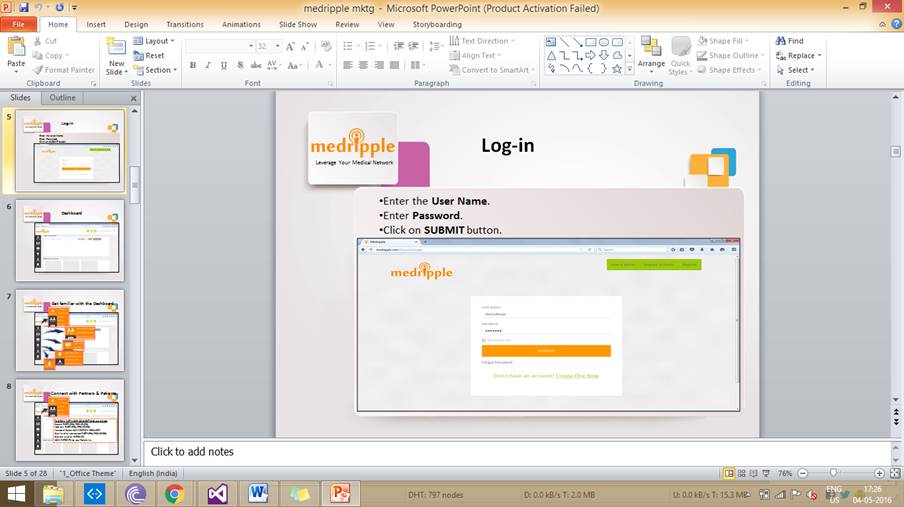 medripple mktg - Microsoft PowerPoint (Product Activation Failed)
File Home Insert Design Transitions Animations Slide Show Review View Storyboarding
Paste
Cut
Copy
Format Painter
Clipboard
New Slide
Layout
Reset
Section
Slides
32
Font
Paragraph
Text Direction
Align Text
Convert to SmartArt
Arrange
Quick Styles
Shape Fill
Shape Outline
Shape Effects
Drawing
Find
Replace
Select
Editing
Slides Outline
5
Log-in
6
Dashboard
7
Get familiar with the Dashboard
8
Connect with Partners & Patients
medripple
Leverage Your Medical Network
Log-in
•Enter the User Name.
•Enter Password.
•Click on SUBMIT button.
Medripple
Search
medripple
Submit
Forgot Password
Don't have an account? Create One Now
Click to add notes
Slide 5 of 28 "1_Office Theme" English (India) 76%
DHT: 797 nodes D: 0.0 kB/s T: 2.0 MB U: 0.0 kB/s T: 15.3 M
ENG
US
17:26
04-05-2016